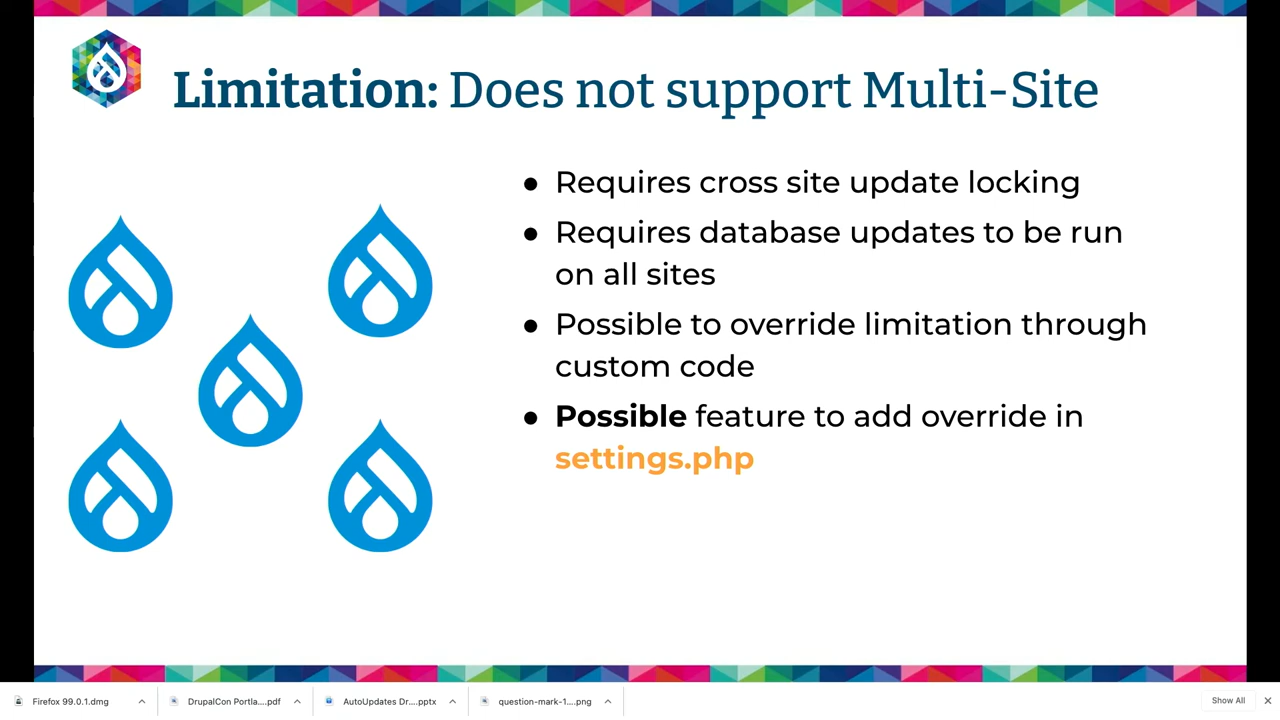 Limitation: Does not support Multi-Site
● Requires cross site update locking
● Requires database updates to be run
on all sites
● Possible to override limitation through
custom code
● Possible feature to add override in
settings.php
Firefox 99.0.1.dmg
DrupalCon Portla....pdf
AutoUpdates Dr....pptx
question-mark-1....png
Show All